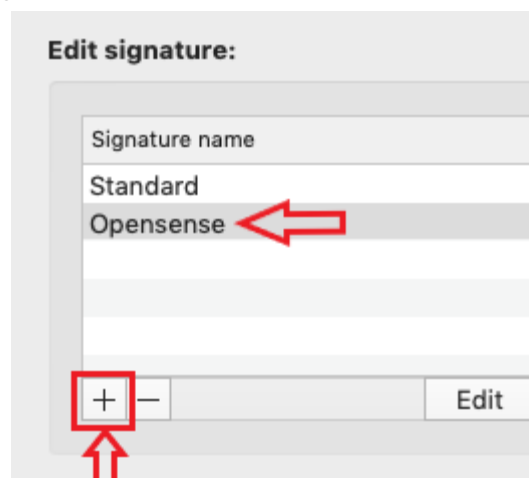 Edit signature:
Signature name
Standard
Opensense
+ − Edit